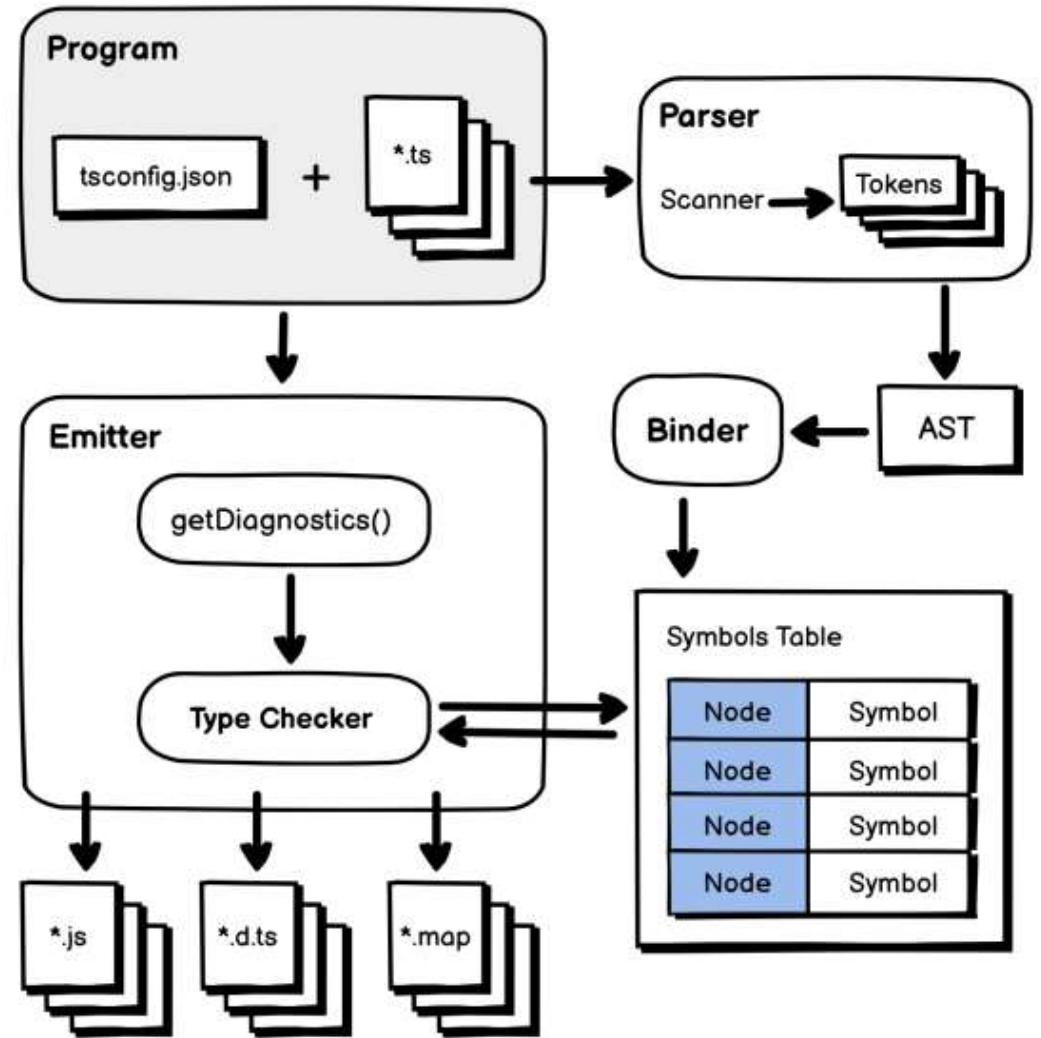 Program
tsconfig.json
+
*.ts
Parser
Scanner
Tokens
AST
Binder
Emitter
getDiagnostics()
Type Checker
Symbols Table
Node Symbol
Node Symbol
Node Symbol
Node Symbol
*.js
*.d.ts
*.map